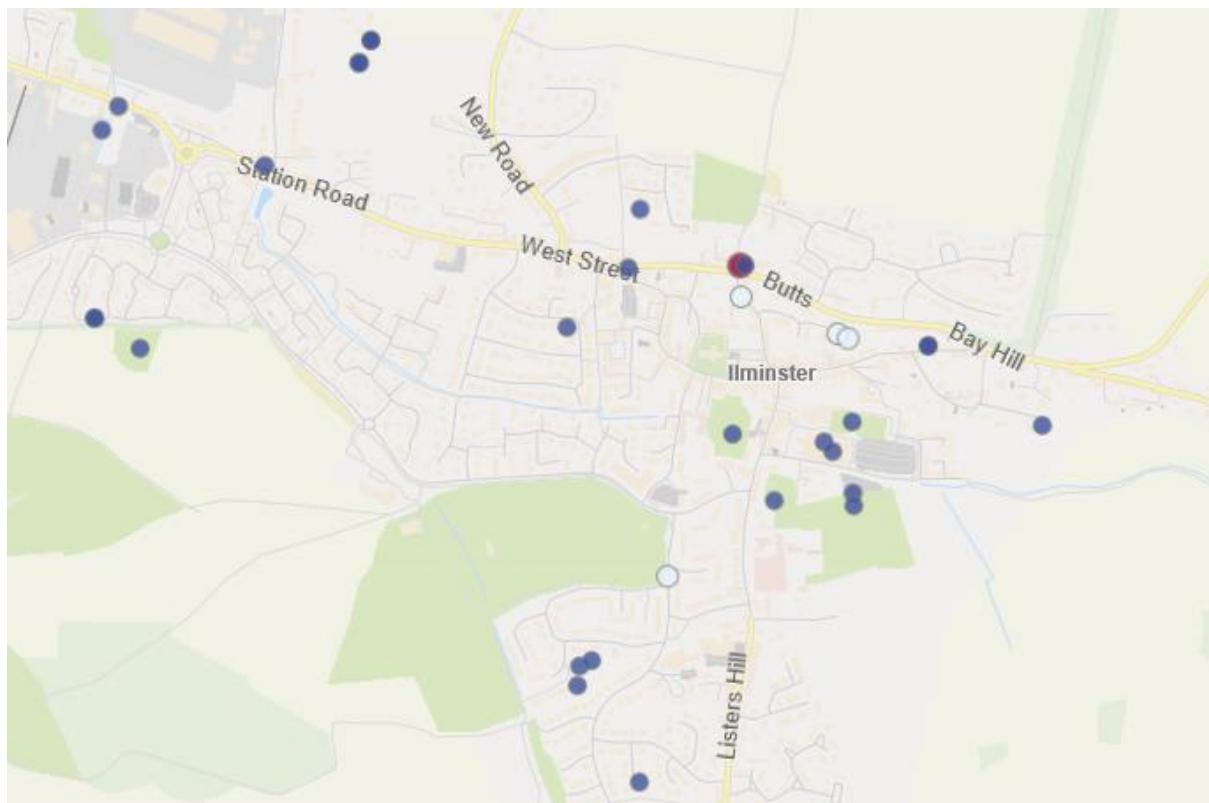 New Road
Station Road
West Street
Butts
Bay Hill
Ilminster
Listers Hill